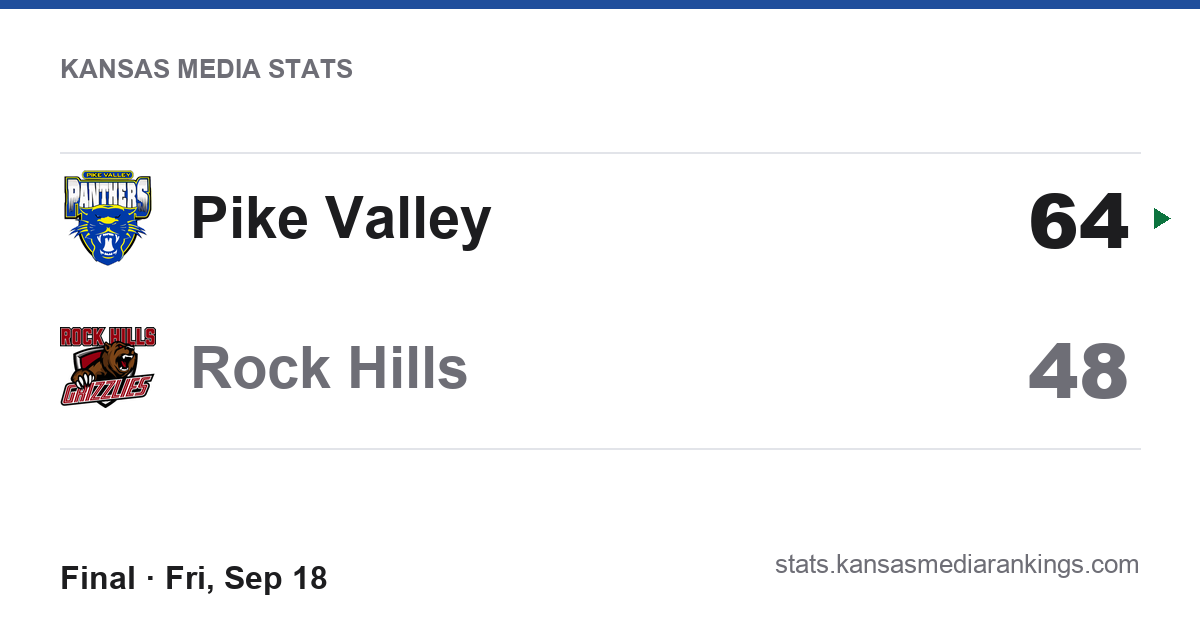 KANSAS MEDIA STATS
PIKE VALLEY
PANTHERS
Pike Valley
64
ROCK HILLS
GRIZZLIES
Rock Hills
48
Final · Fri, Sep 18
stats.kansasmediarankings.com